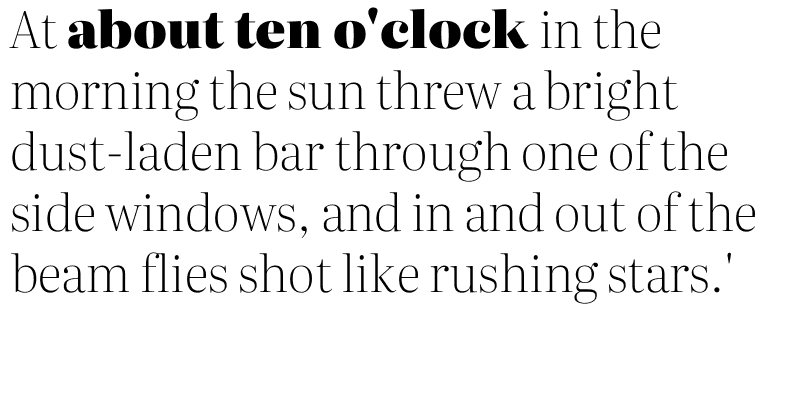 At about ten o'clock in the
morning the sun threw a bright
dust-laden bar through one of the
side windows, and in and out of the
beam flies shot like rushing stars.'